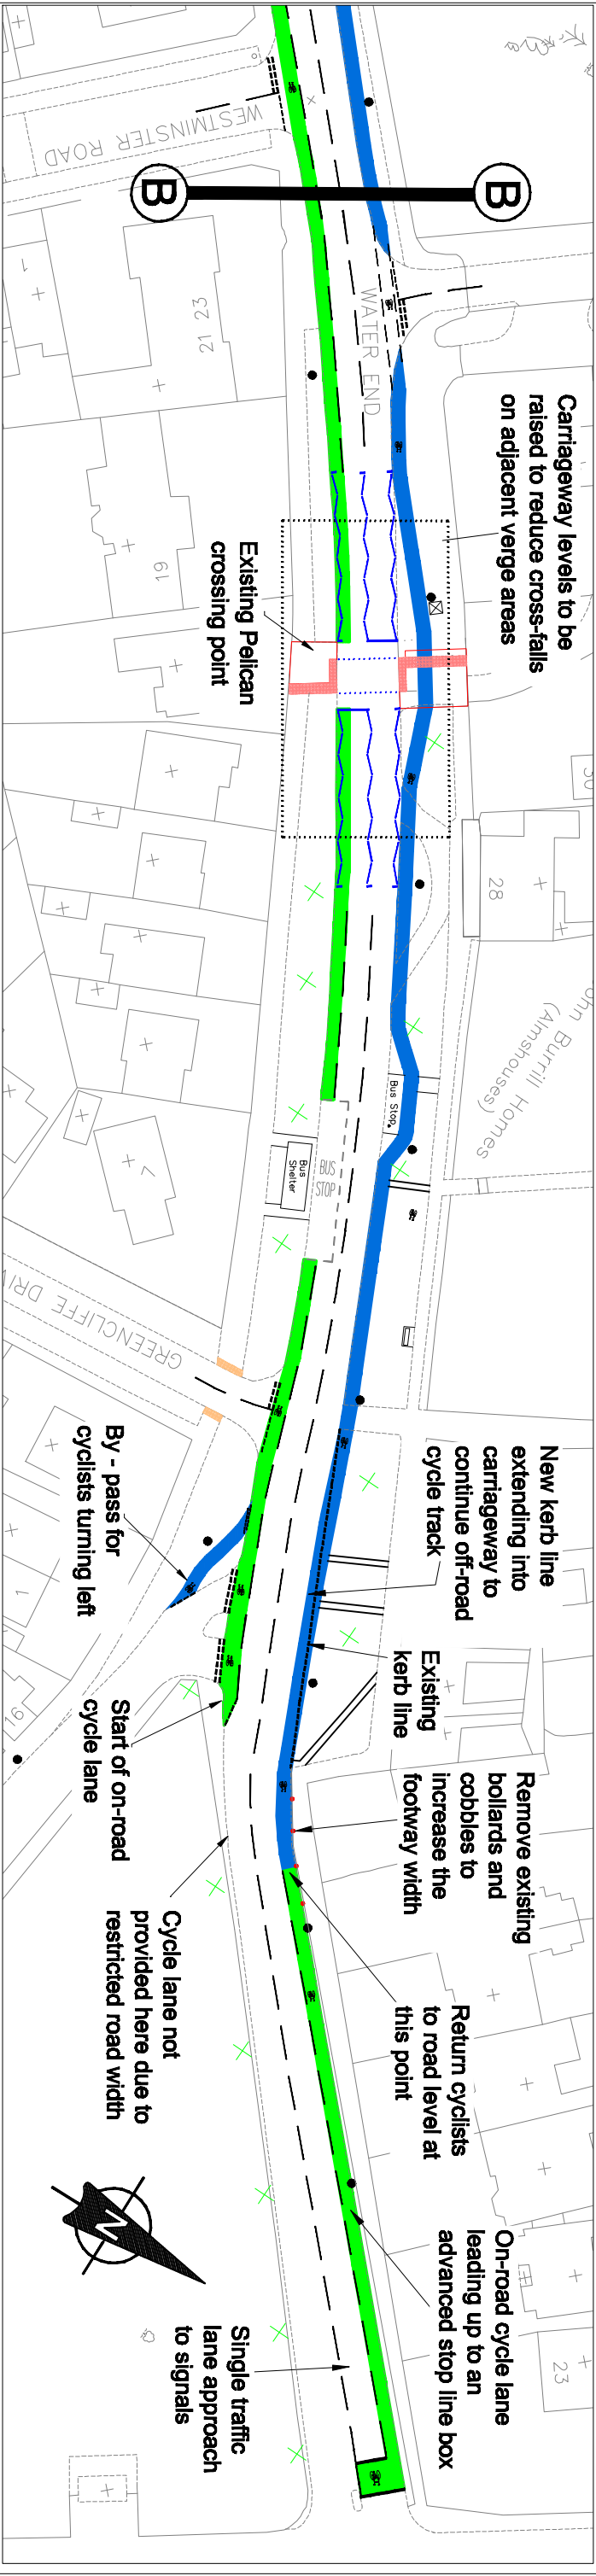 WESTMINSTER ROAD
B
B
21 23
1
WATER END
Carriageway levels to be
raised to reduce cross-falls
on adjacent verge areas
19
Existing Pelican
crossing point
28
ohn Burrill Homes
(Almshouses)
Bus Stop
BUS
STOP
Bus
Shelter
7
GREENCLIFFE DRIV
By - pass for
cyclists turning left
New kerb line
extending into
carriageway to
continue off-road
cycle track
Existing
kerb line
1
16
Start of on-road
cycle lane
Remove existing
bollards and
cobbles to
increase the
footway width
Cycle lane not
provided here due to
restricted road width
Return cyclists
to road level at
this point
N
On-road cycle lane
leading up to an
advanced stop line box
Single traffic
lane approach
to signals
23